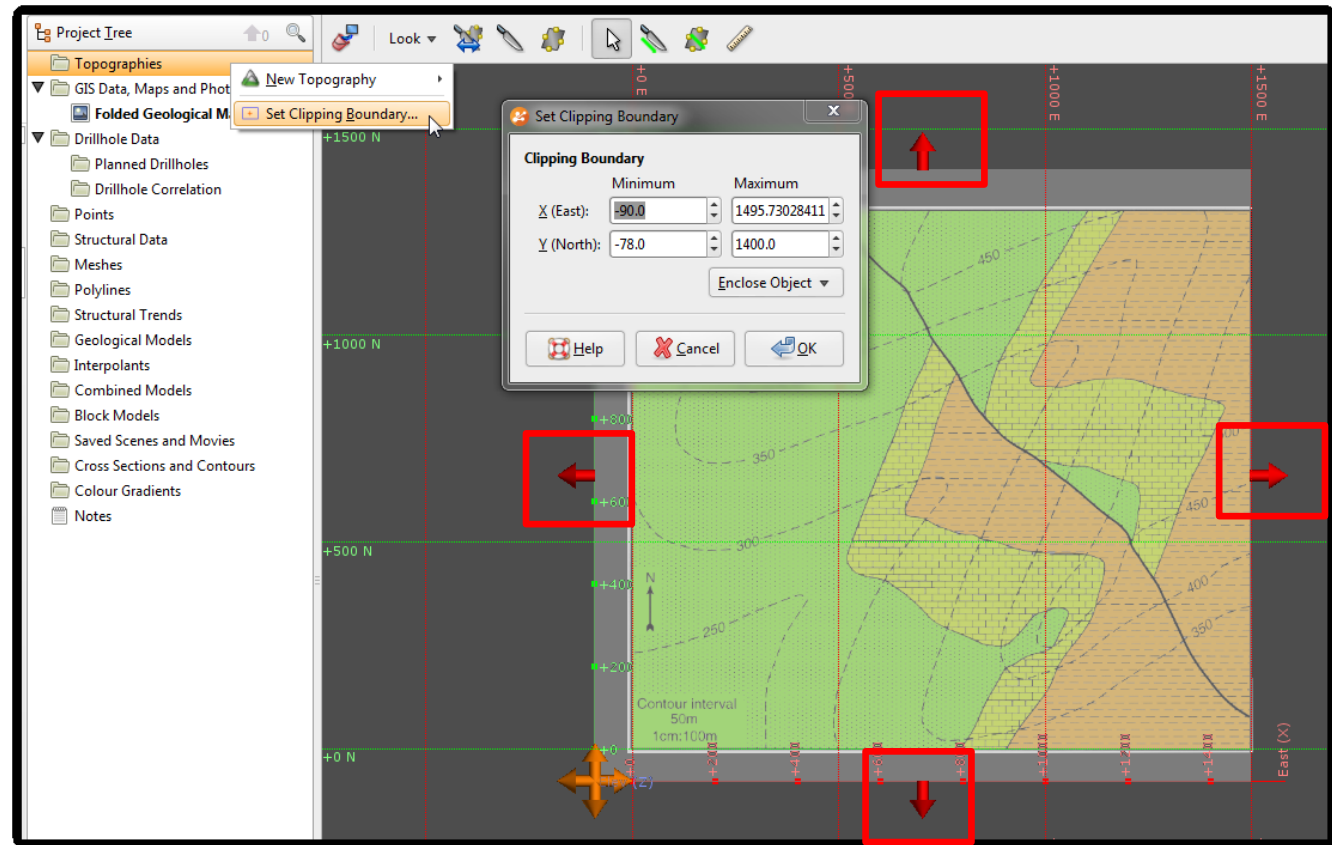 Project Tree
0
Look
Topographies
New Topography
GIS Data, Maps and Phot
Set Clipping Boundary...
Folded Geological M
Drillhole Data
Planned Drillholes
Drillhole Correlation
Points
Structural Data
Meshes
Polylines
Structural Trends
Geological Models
Interpolants
Combined Models
Block Models
Saved Scenes and Movies
Cross Sections and Contours
Colour Gradients
Notes
Set Clipping Boundary
X
Clipping Boundary
Minimum Maximum
X (East): -90.0 1495.73028411
Y (North): -78.0 1400.0
Enclose Object
Help Cancel OK
+0 E
+500
+1000 E
+1500 E
+1500 N
+1000 N
+500 N
+0 N
+800
+600
+400
+200
+0
450
350
300
250
450
400
350
N
Contour interval
50m
1cm:100m
East (X)
(Z)